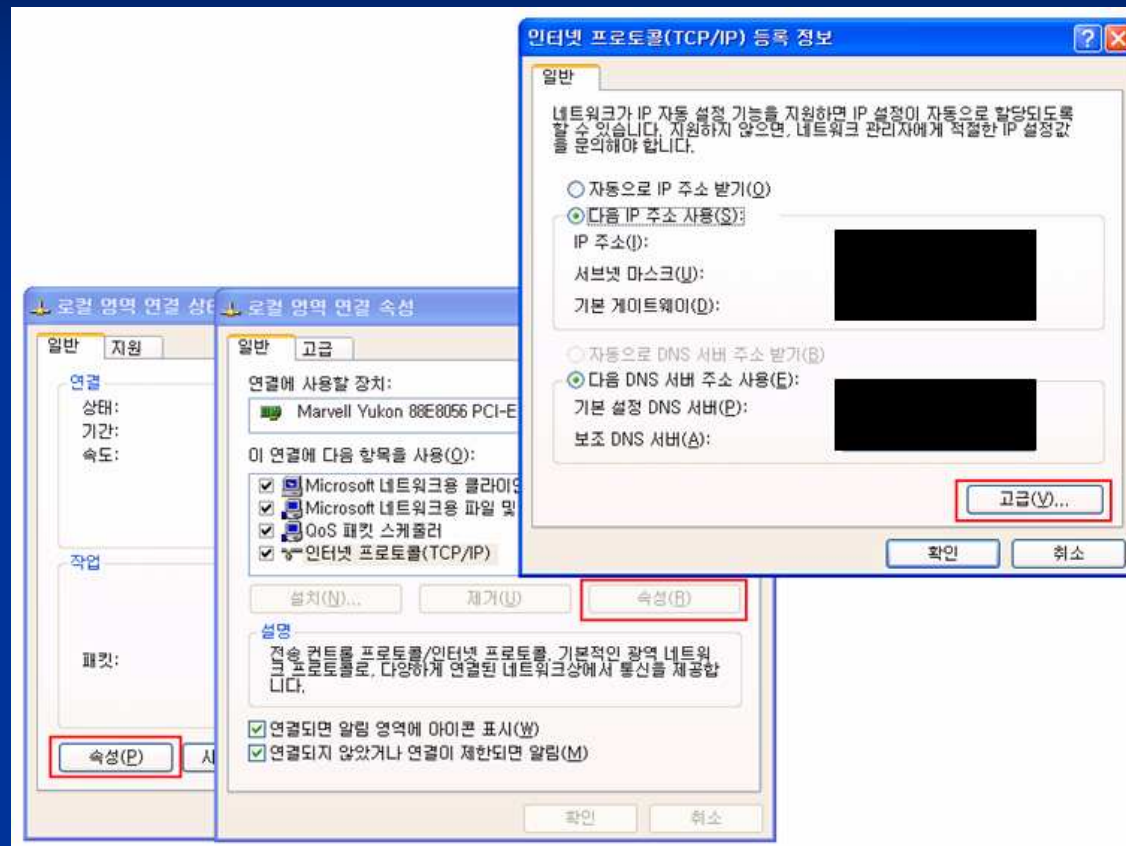 인터넷 프로토콜(TCP/IP) 등록 정보
일반
네트워크가 IP 자동 설정 기능을 지원하면 IP 설정이 자동으로 할당되도록
할 수 있습니다. 지원하지 않으면, 네트워크 관리자에게 적절한 IP 설정값
을 문의해야 합니다.
자동으로 IP 주소 받기(O)
다음 IP 주소 사용(S):
IP 주소(I):
서브넷 마스크(U):
기본 게이트웨이(D):
자동으로 DNS 서버 주소 받기(B)
다음 DNS 서버 주소 사용(E):
기본 설정 DNS 서버(P):
보조 DNS 서버(A):
고급(V)...
확인
취소
로컬 영역 연결 상태
일반
지원
연결
상태:
기간:
속도:
작업
패킷:
속성(P)
로컬 영역 연결 속성
일반
고급
연결에 사용할 장치:
Marvell Yukon 88E8056 PCI-E
이 연결에 다음 항목을 사용(O):
Microsoft 네트워크용 클라이언
Microsoft 네트워크용 파일 및
QoS 패킷 스케줄러
인터넷 프로토콜(TCP/IP)
설치(N)...
제거(U)
속성(R)
설명
전송 컨트롤 프로토콜/인터넷 프로토콜. 기본적인 광역 네트워
크 프로토콜로, 다양하게 연결된 네트워크상에서 통신을 제공합
니다.
연결되면 알림 영역에 아이콘 표시(W)
연결되지 않았거나 연결이 제한되면 알림(M)
확인
취소